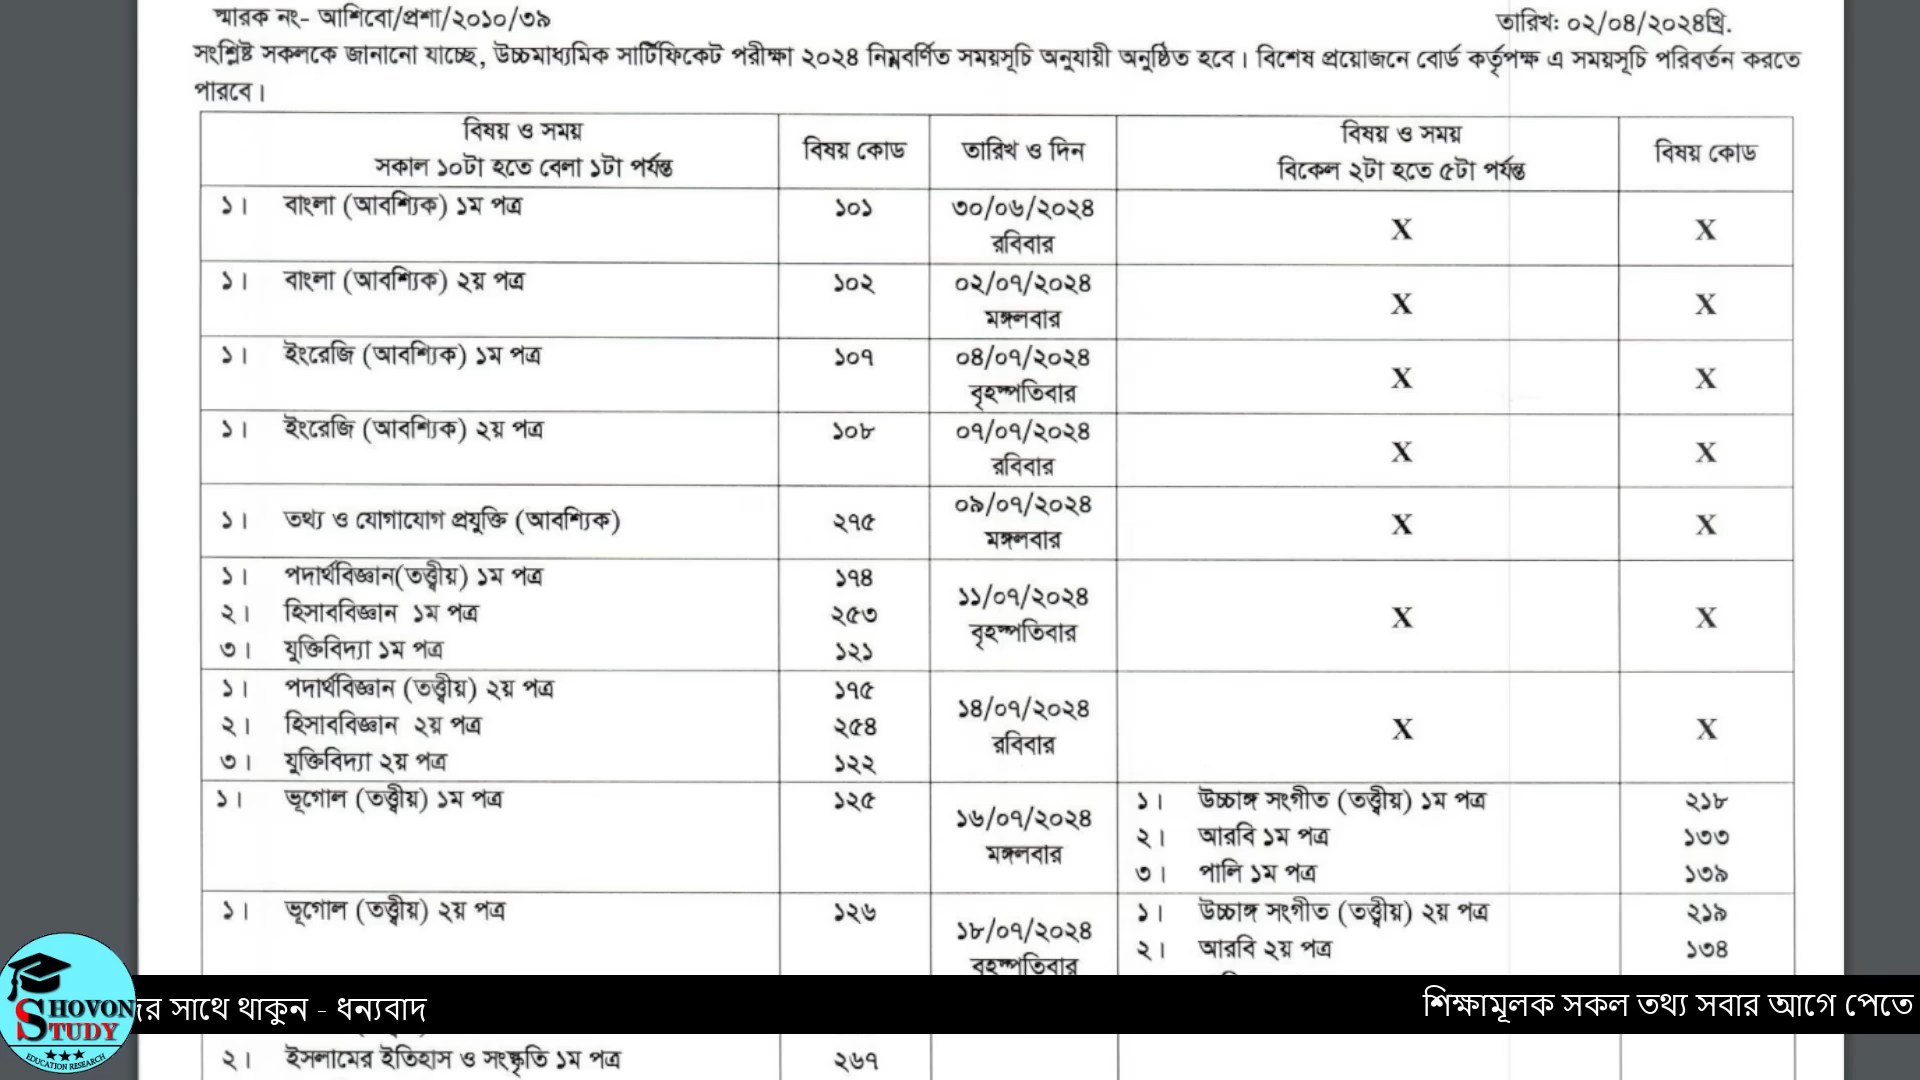 স্মারক নং- আশিবো/প্রশা/২০১০/৩৯
তারিখ: ০২/০৪/২০২৪খ্রি.
সংশ্লিষ্ট সকলকে জানানো যাচ্ছে, উচ্চমাধ্যমিক সার্টিফিকেট পরীক্ষা ২০২৪ নিম্নবর্ণিত সময়সূচি অনুযায়ী অনুষ্ঠিত হবে। বিশেষ প্রয়োজনে বোর্ড কর্তৃপক্ষ এ সময়সূচি পরিবর্তন করতে
পারবে।
বিষয় ও সময়
সকাল ১০টা হতে বেলা ১টা পর্যন্ত
বিষয় কোড
তারিখ ও দিন
বিষয় ও সময়
বিকেল ২টা হতে ৫টা পর্যন্ত
বিষয় কোড
১। বাংলা (আবশ্যিক) ১ম পত্র ১০১ ৩০/০৬/২০২৪ X X
রবিবার
১। বাংলা (আবশ্যিক) ২য় পত্র ১০২ ০২/০৭/২০২৪ X X
মঙ্গলবার
১। ইংরেজি (আবশ্যিক) ১ম পত্র ১০৭ ০৪/০৭/২০২৪ X X
বৃহস্পতিবার
১। ইংরেজি (আবশ্যিক) ২য় পত্র ১০৮ ০৭/০৭/২০২৪ X X
রবিবার
১। তথ্য ও যোগাযোগ প্রযুক্তি (আবশ্যিক) ২৭৫ ০৯/০৭/২০২৪ X X
মঙ্গলবার
১। পদার্থবিজ্ঞান(তত্ত্বীয়) ১ম পত্র ১৭৪
২। হিসাববিজ্ঞান ১ম পত্র ২৫৩
৩। যুক্তিবিদ্যা ১ম পত্র ১২১
১১/০৭/২০২৪
বৃহস্পতিবার
X X
১। পদার্থবিজ্ঞান (তত্ত্বীয়) ২য় পত্র ১৭৫
২। হিসাববিজ্ঞান ২য় পত্র ২৫৪
৩। যুক্তিবিদ্যা ২য় পত্র ১২২
১৪/০৭/২০২৪
রবিবার
X X
১। ভূগোল (তত্ত্বীয়) ১ম পত্র ১২৫
১৬/০৭/২০২৪
মঙ্গলবার
১। উচ্চাঙ্গ সংগীত (তত্ত্বীয়) ১ম পত্র ২১৮
২। আরবি ১ম পত্র ১৩৩
৩। পালি ১ম পত্র ১৩৯
১। ভূগোল (তত্ত্বীয়) ২য় পত্র ১২৬
১৮/০৭/২০২৪
বৃহস্পতিবার
১। উচ্চাঙ্গ সংগীত (তত্ত্বীয়) ২য় পত্র ২১৯
২। আরবি ২য় পত্র ১৩৪
সাথে থাকুন - ধন্যবাদ
শিক্ষামূলক সকল তথ্য সবার আগে পেতে
SHOVON
STUDY
EDUCATION RESEARCH
২। ইসলামের ইতিহাস ও সংস্কৃতি ১ম পত্র ২৬৭